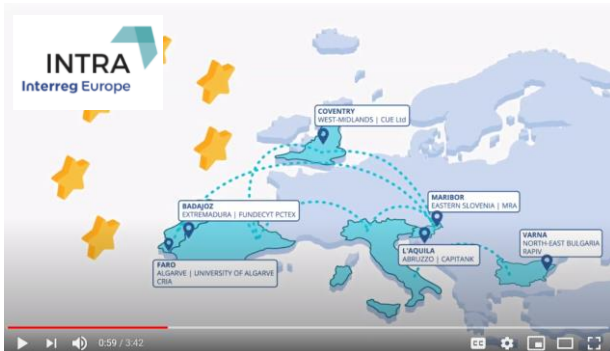 INTRA
Interreg Europe
COVENTRY
WEST-MIDLANDS | CUE Ltd
BADAJOZ
EXTREMADURA | FUNDECYT PCTEX
MARIBOR
EASTERN SLOVENIA | MRA
FARO
ALGARVE | UNIVERSITY OF ALGARVE
CRIA
L'AQUILA
ABRUZZO | CAPITANK
VARNA
NORTH-EAST BULGARIA
RAPIV
0:59 / 3:42
CC